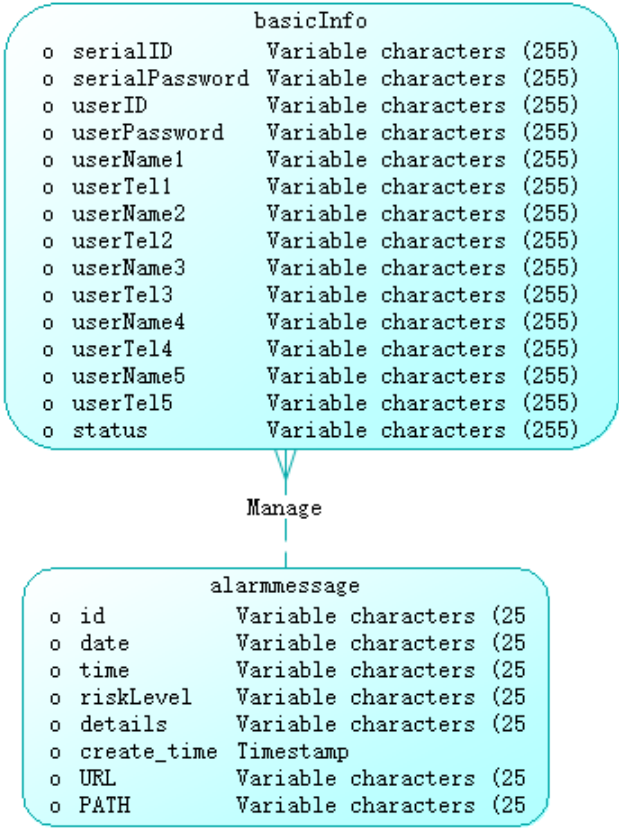 basicInfo
o serialID Variable characters (255)
o serialPassword Variable characters (255)
o userID Variable characters (255)
o userPassword Variable characters (255)
o userName1 Variable characters (255)
o userTel1 Variable characters (255)
o userName2 Variable characters (255)
o userTel2 Variable characters (255)
o userName3 Variable characters (255)
o userTel3 Variable characters (255)
o userName4 Variable characters (255)
o userTel4 Variable characters (255)
o userName5 Variable characters (255)
o userTel5 Variable characters (255)
o status Variable characters (255)
Manage
alarmmessage
o id Variable characters (25
o date Variable characters (25
o time Variable characters (25
o riskLevel Variable characters (25
o details Variable characters (25
o create_time Timestamp
o URL Variable characters (25
o PATH Variable characters (25